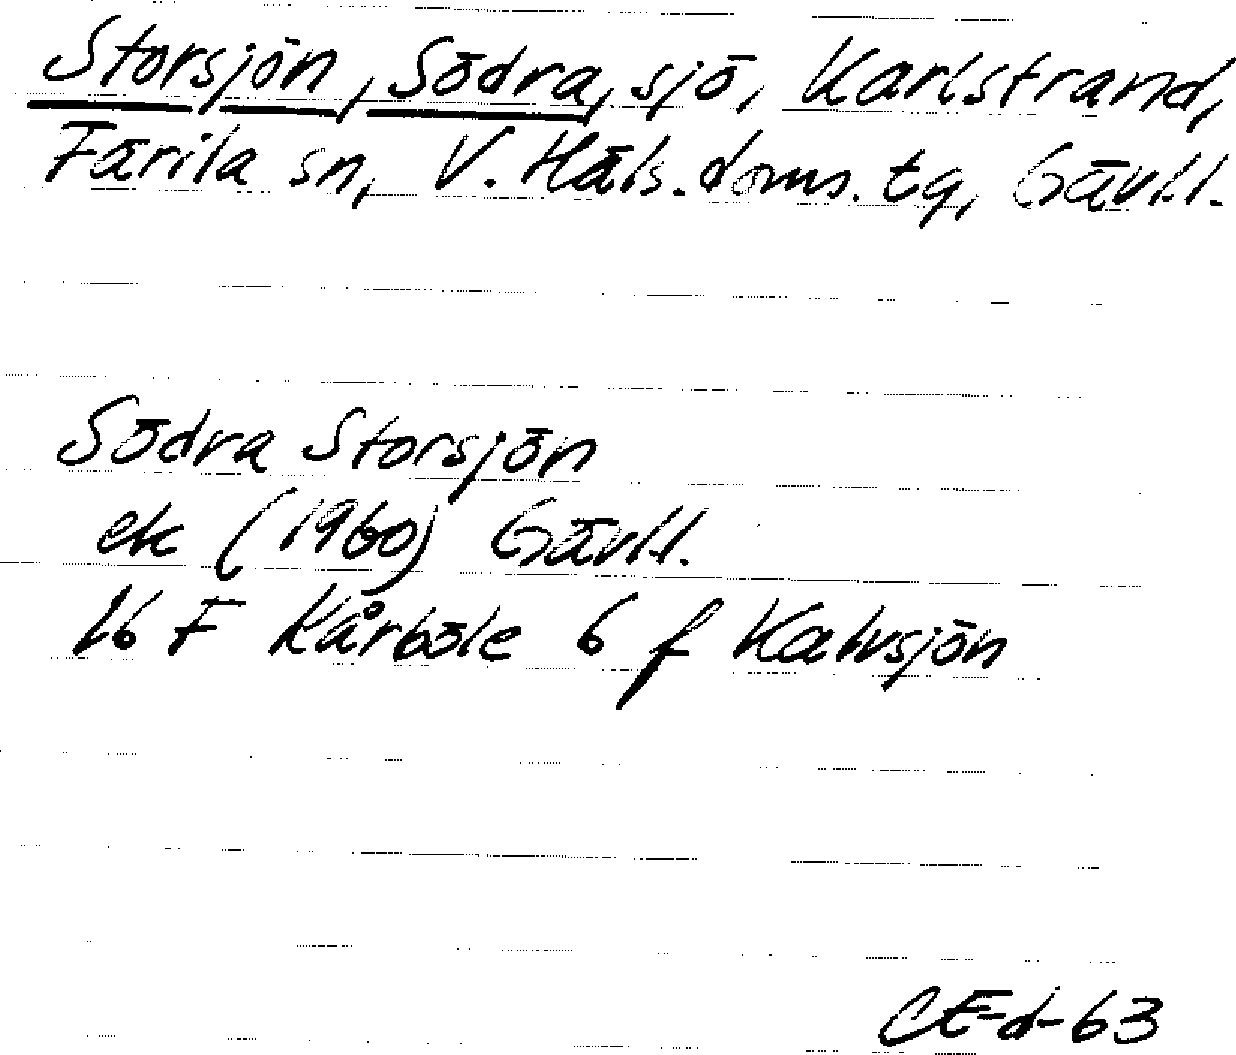 Storsjön, Södra, sjö, Karlstrand,
Färila sn, V. Häls. doms. tg, Gävl.l.
Södra Storsjön
ek (1960) Gävl.l.
16 F Kårböle 6 f Kalvsjön
CE-d-63